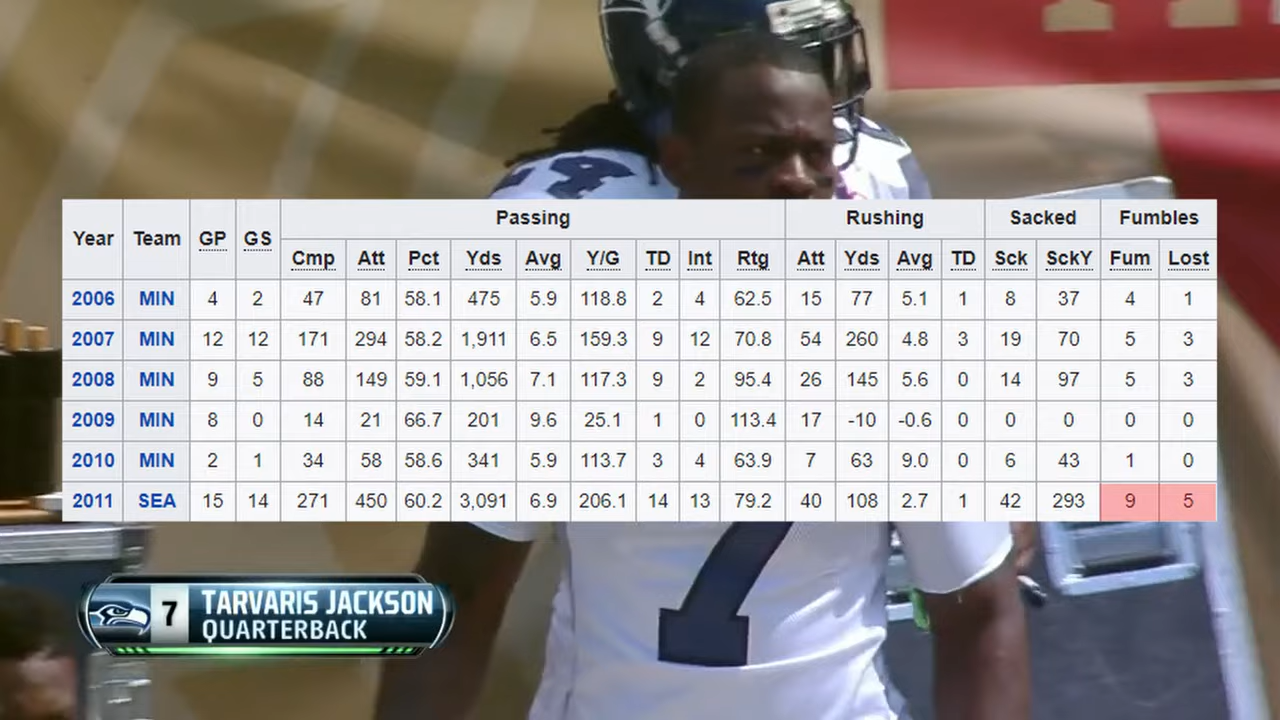 Year Team GP GS Passing Rushing Sacked Fumbles
Cmp Att Pct Yds Avg Y/G TD Int Rtg Att Yds Avg TD Sck SckY Fum Lost
2006 MIN 4 2 47 81 58.1 475 5.9 118.8 2 4 62.5 15 77 5.1 1 8 37 4 1
2007 MIN 12 12 171 294 58.2 1,911 6.5 159.3 9 12 70.8 54 260 4.8 3 19 70 5 3
2008 MIN 9 5 88 149 59.1 1,056 7.1 117.3 9 2 95.4 26 145 5.6 0 14 97 5 3
2009 MIN 8 0 14 21 66.7 201 9.6 25.1 1 0 113.4 17 -10 -0.6 0 0 0 0 0
2010 MIN 2 1 34 58 58.6 341 5.9 113.7 3 4 63.9 7 63 9.0 0 6 43 1 0
2011 SEA 15 14 271 450 60.2 3,091 6.9 206.1 14 13 79.2 40 108 2.7 1 42 293 9 5
7
7 TARVARIS JACKSON
QUARTERBACK